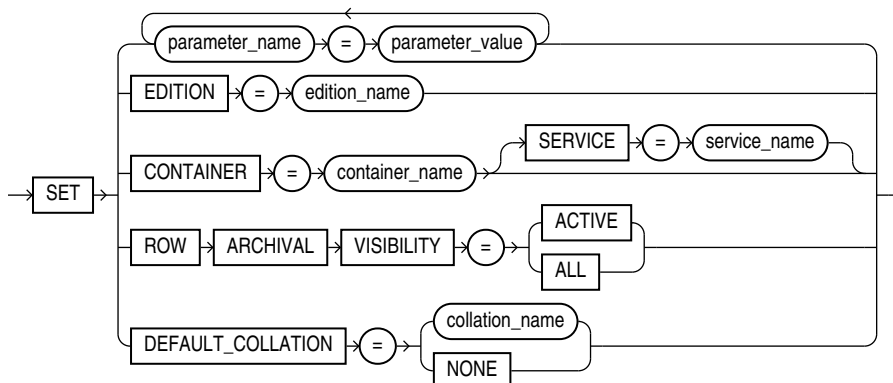 parameter_name = parameter_value
EDITION = edition_name
SERVICE = service_name
CONTAINER = container_name
SET
ACTIVE
ROW ARCHIVAL VISIBILITY =
ALL
collation_name
DEFAULT_COLLATION =
NONE